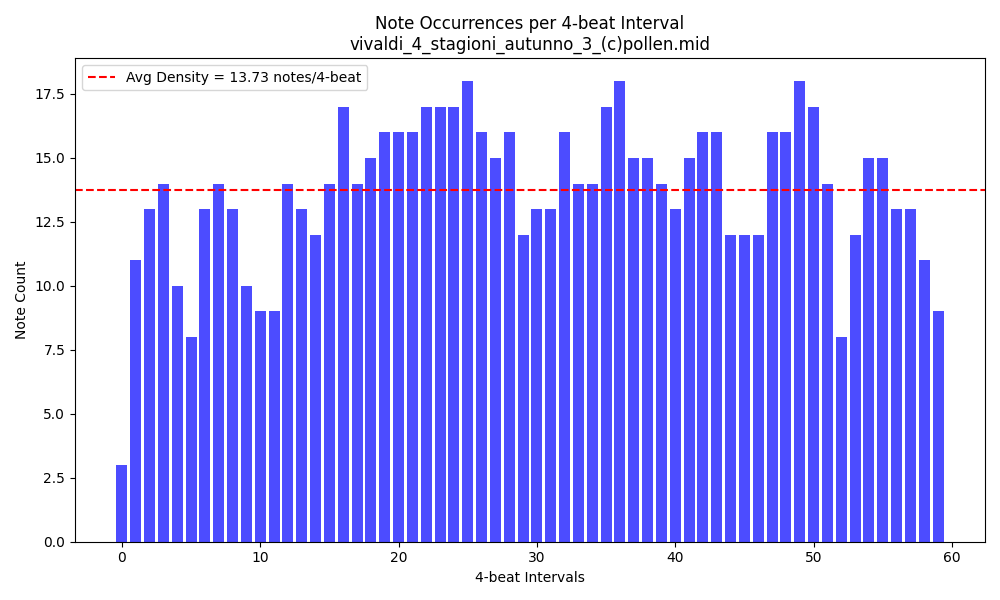 Note Occurrences per 4-beat Interval
vivaldi_4_stagioni_autunno_3_(c)pollen.mid
Avg Density = 13.73 notes/4-beat
17.5
15.0
12.5
10.0
7.5
5.0
2.5
0.0
Note Count
0 10 20 30 40 50 60
4-beat Intervals